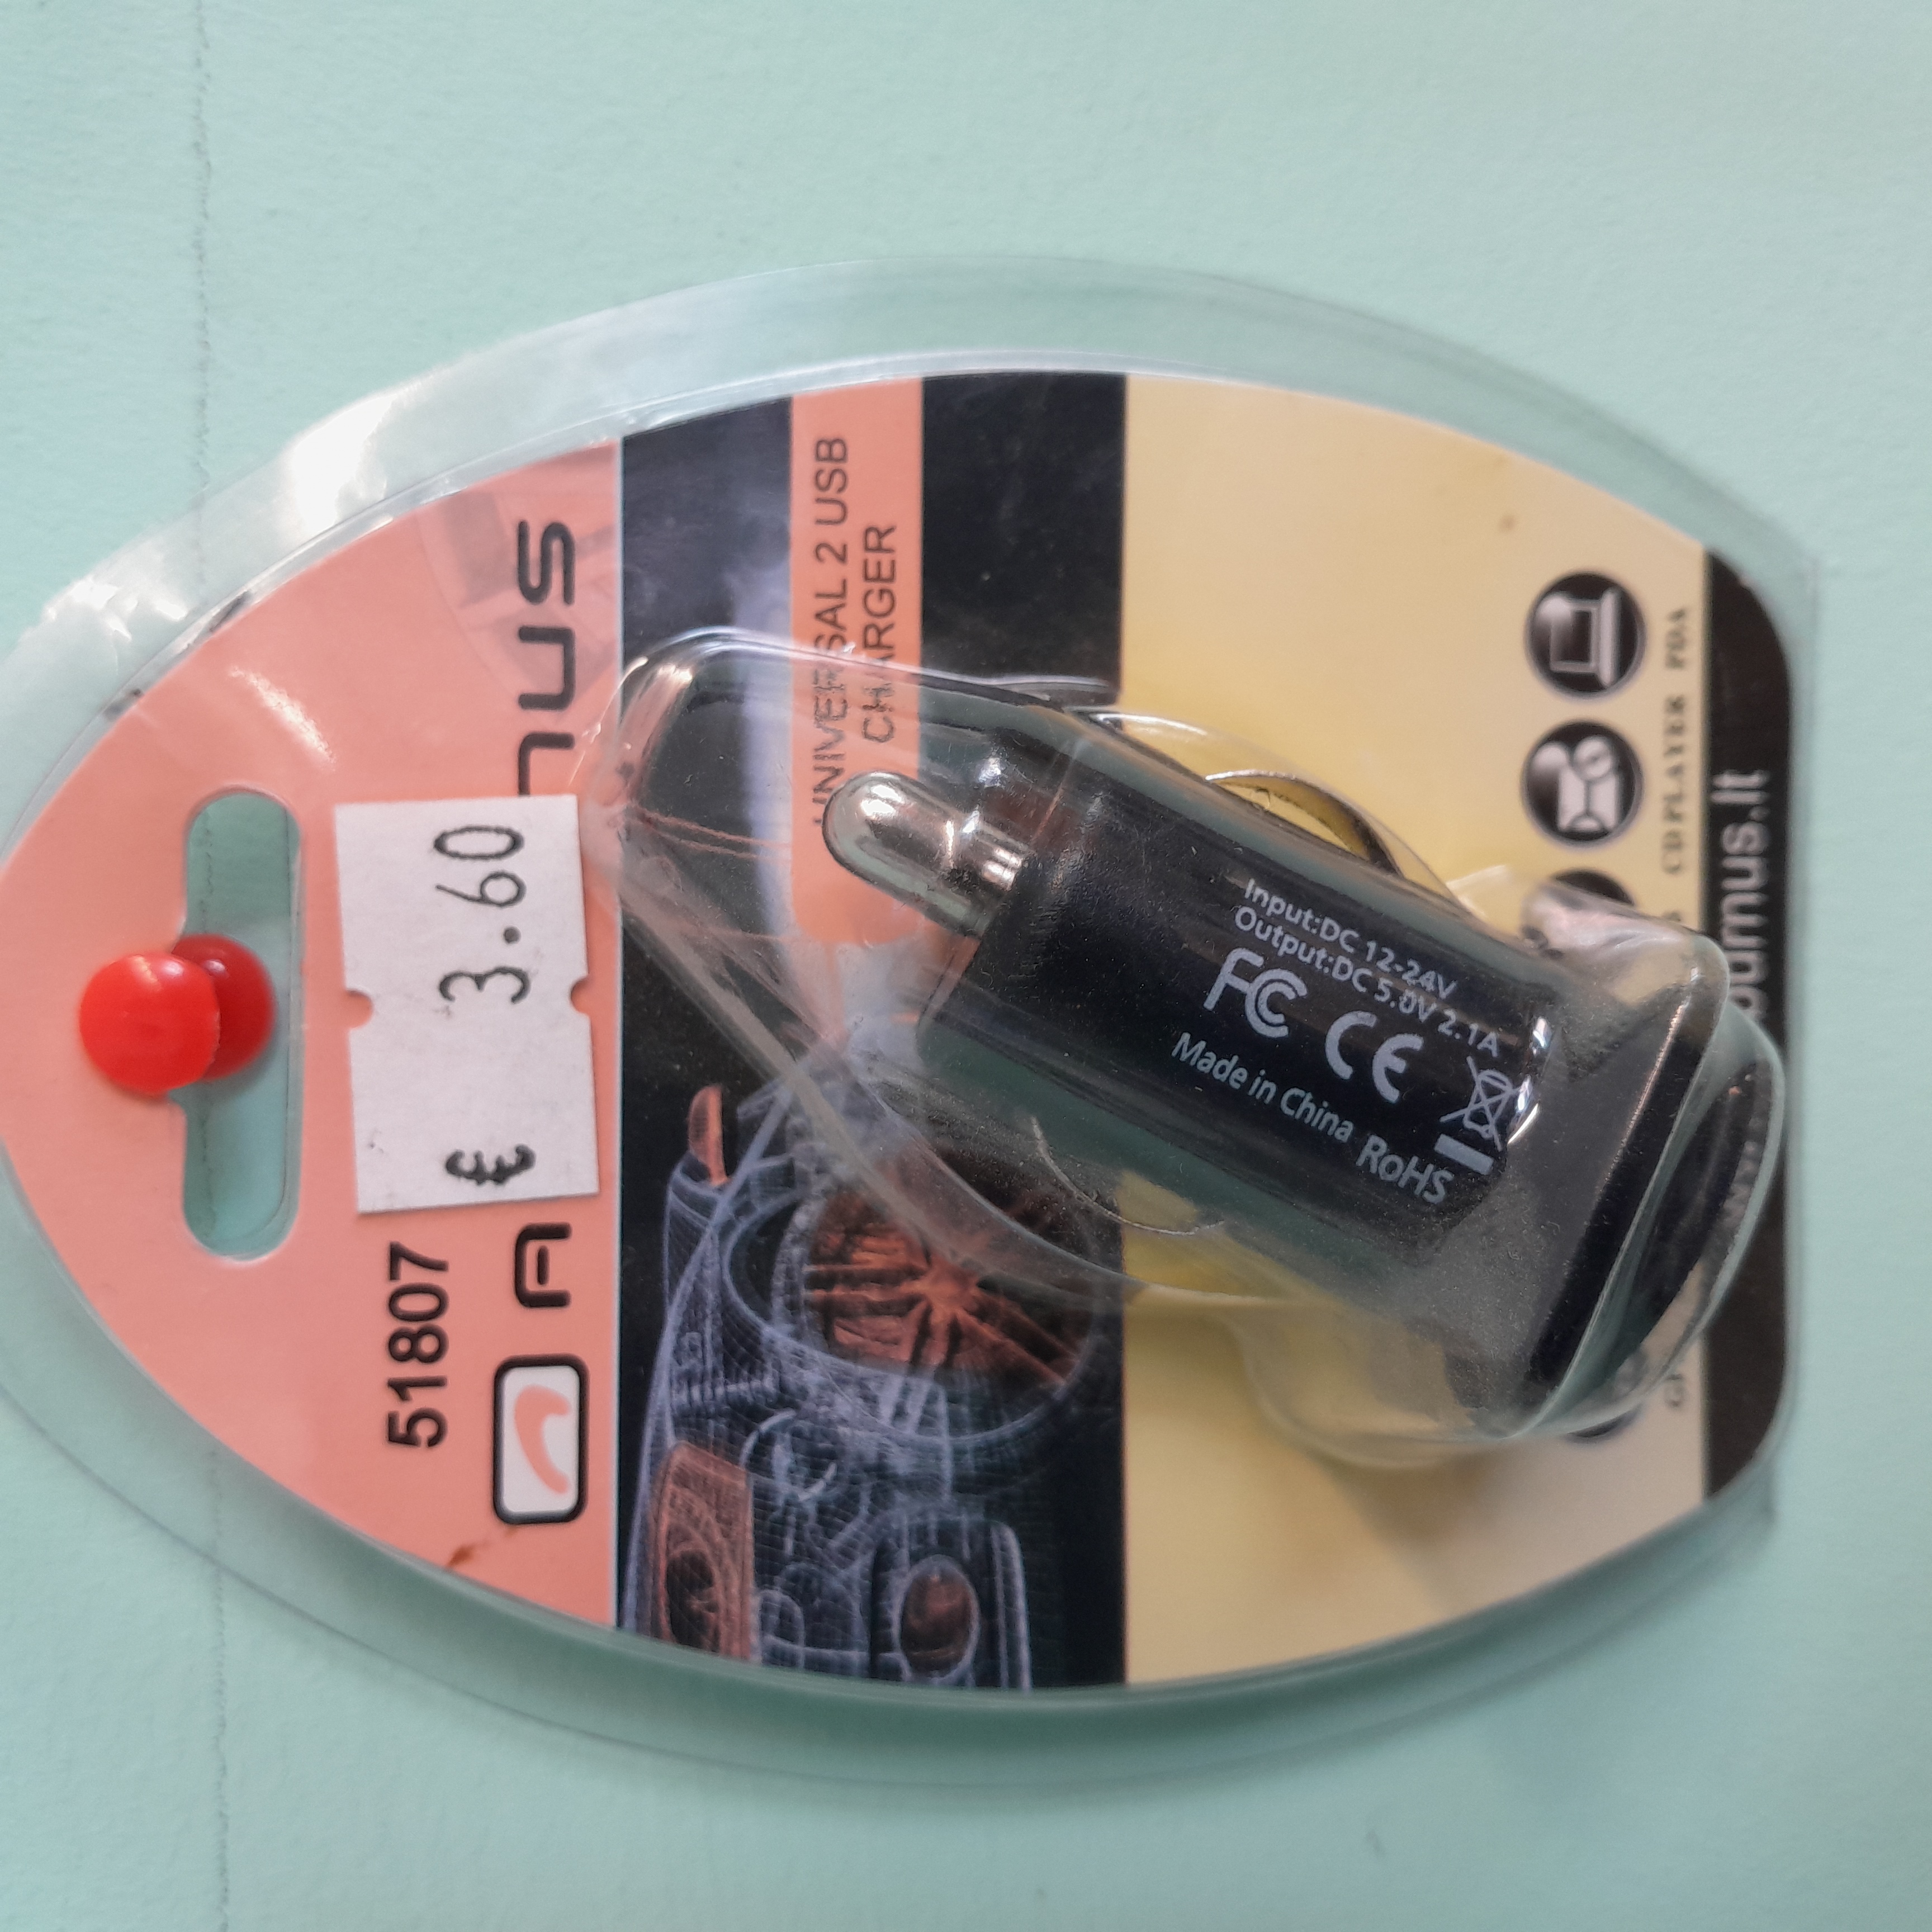 51807
€ 3.60
A nus
UNIVERSAL 2 USB
CHARGER
Input:DC 12-24V
Output:DC 5.0V 2.1A
FC CE
Made in China RoHS
CD PLAYER PDA